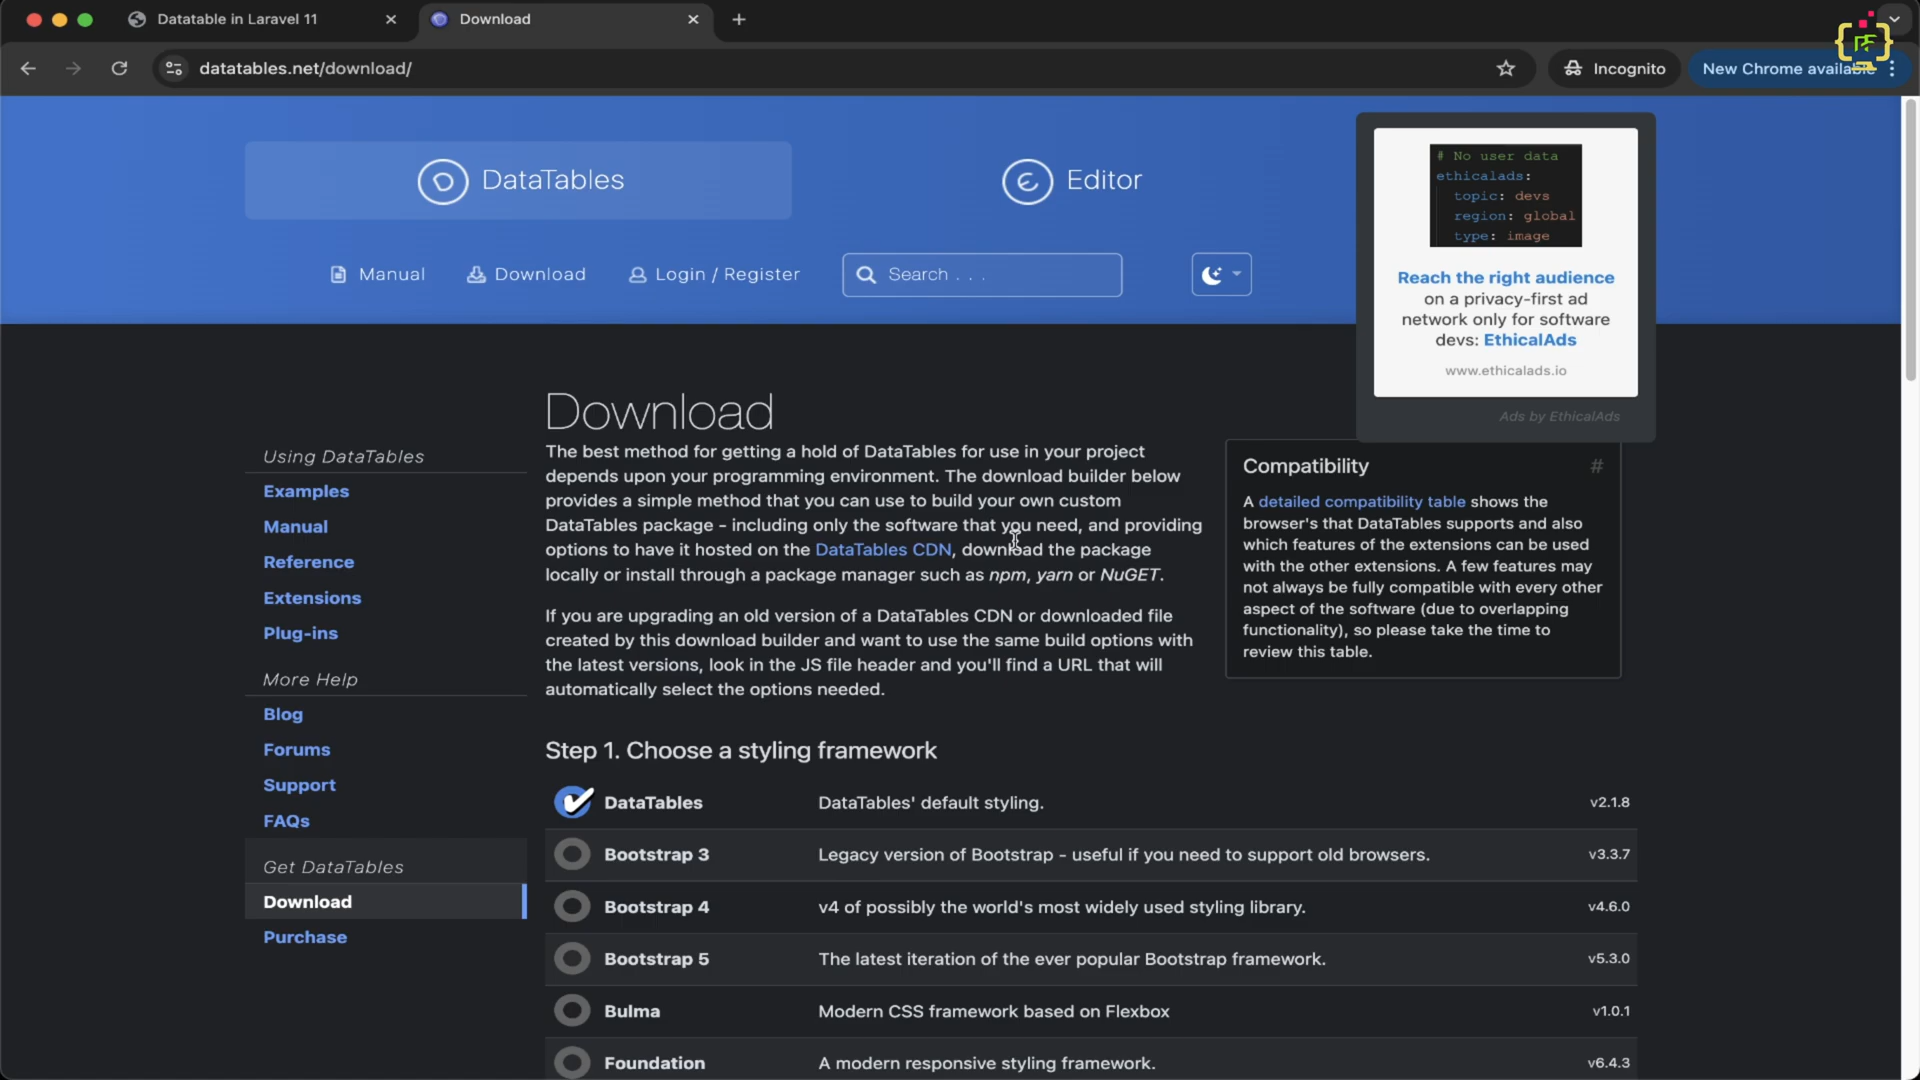 Datatable in Laravel 11
Download
datatables.net/download/
Incognito
New Chrome available
DataTables
Editor
Manual
Download
Login / Register
Search . . .
# No user data
ethicalads:
topic: devs
region: global
type: image
Reach the right audience
on a privacy-first ad
network only for software
devs: EthicalAds
www.ethicalads.io
Ads by EthicalAds
Using DataTables
Examples
Manual
Reference
Extensions
Plug-ins
More Help
Blog
Forums
Support
FAQs
Get DataTables
Download
Purchase
Download
The best method for getting a hold of DataTables for use in your project
depends upon your programming environment. The download builder below
provides a simple method that you can use to build your own custom
DataTables package - including only the software that you need, and providing
options to have it hosted on the DataTables CDN, download the package
locally or install through a package manager such as npm, yarn or NuGET.
If you are upgrading an old version of a DataTables CDN or downloaded file
created by this download builder and want to use the same build options with
the latest versions, look in the JS file header and you'll find a URL that will
automatically select the options needed.
Compatibility #
A detailed compatibility table shows the
browser's that DataTables supports and also
which features of the extensions can be used
with the other extensions. A few features may
not always be fully compatible with every other
aspect of the software (due to overlapping
functionality), so please take the time to
review this table.
Step 1. Choose a styling framework
DataTables DataTables' default styling. v2.1.8
Bootstrap 3 Legacy version of Bootstrap - useful if you need to support old browsers. v3.3.7
Bootstrap 4 v4 of possibly the world's most widely used styling library. v4.6.0
Bootstrap 5 The latest iteration of the ever popular Bootstrap framework. v5.3.0
Bulma Modern CSS framework based on Flexbox v1.0.1
Foundation A modern responsive styling framework. v6.4.3